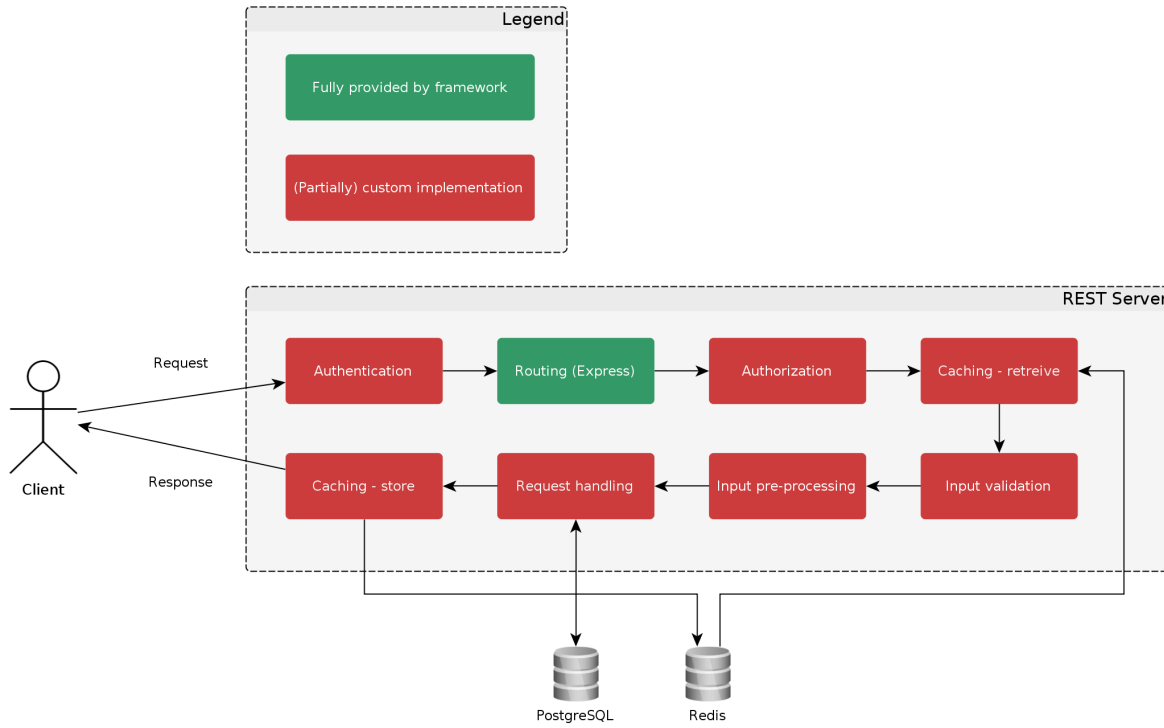 Legend
Fully provided by framework
(Partially) custom implementation
REST Server
Request
Authentication
Routing (Express)
Authorization
Caching - retreive
Client
Response
Caching - store
Request handling
Input pre-processing
Input validation
PostgreSQL
Redis